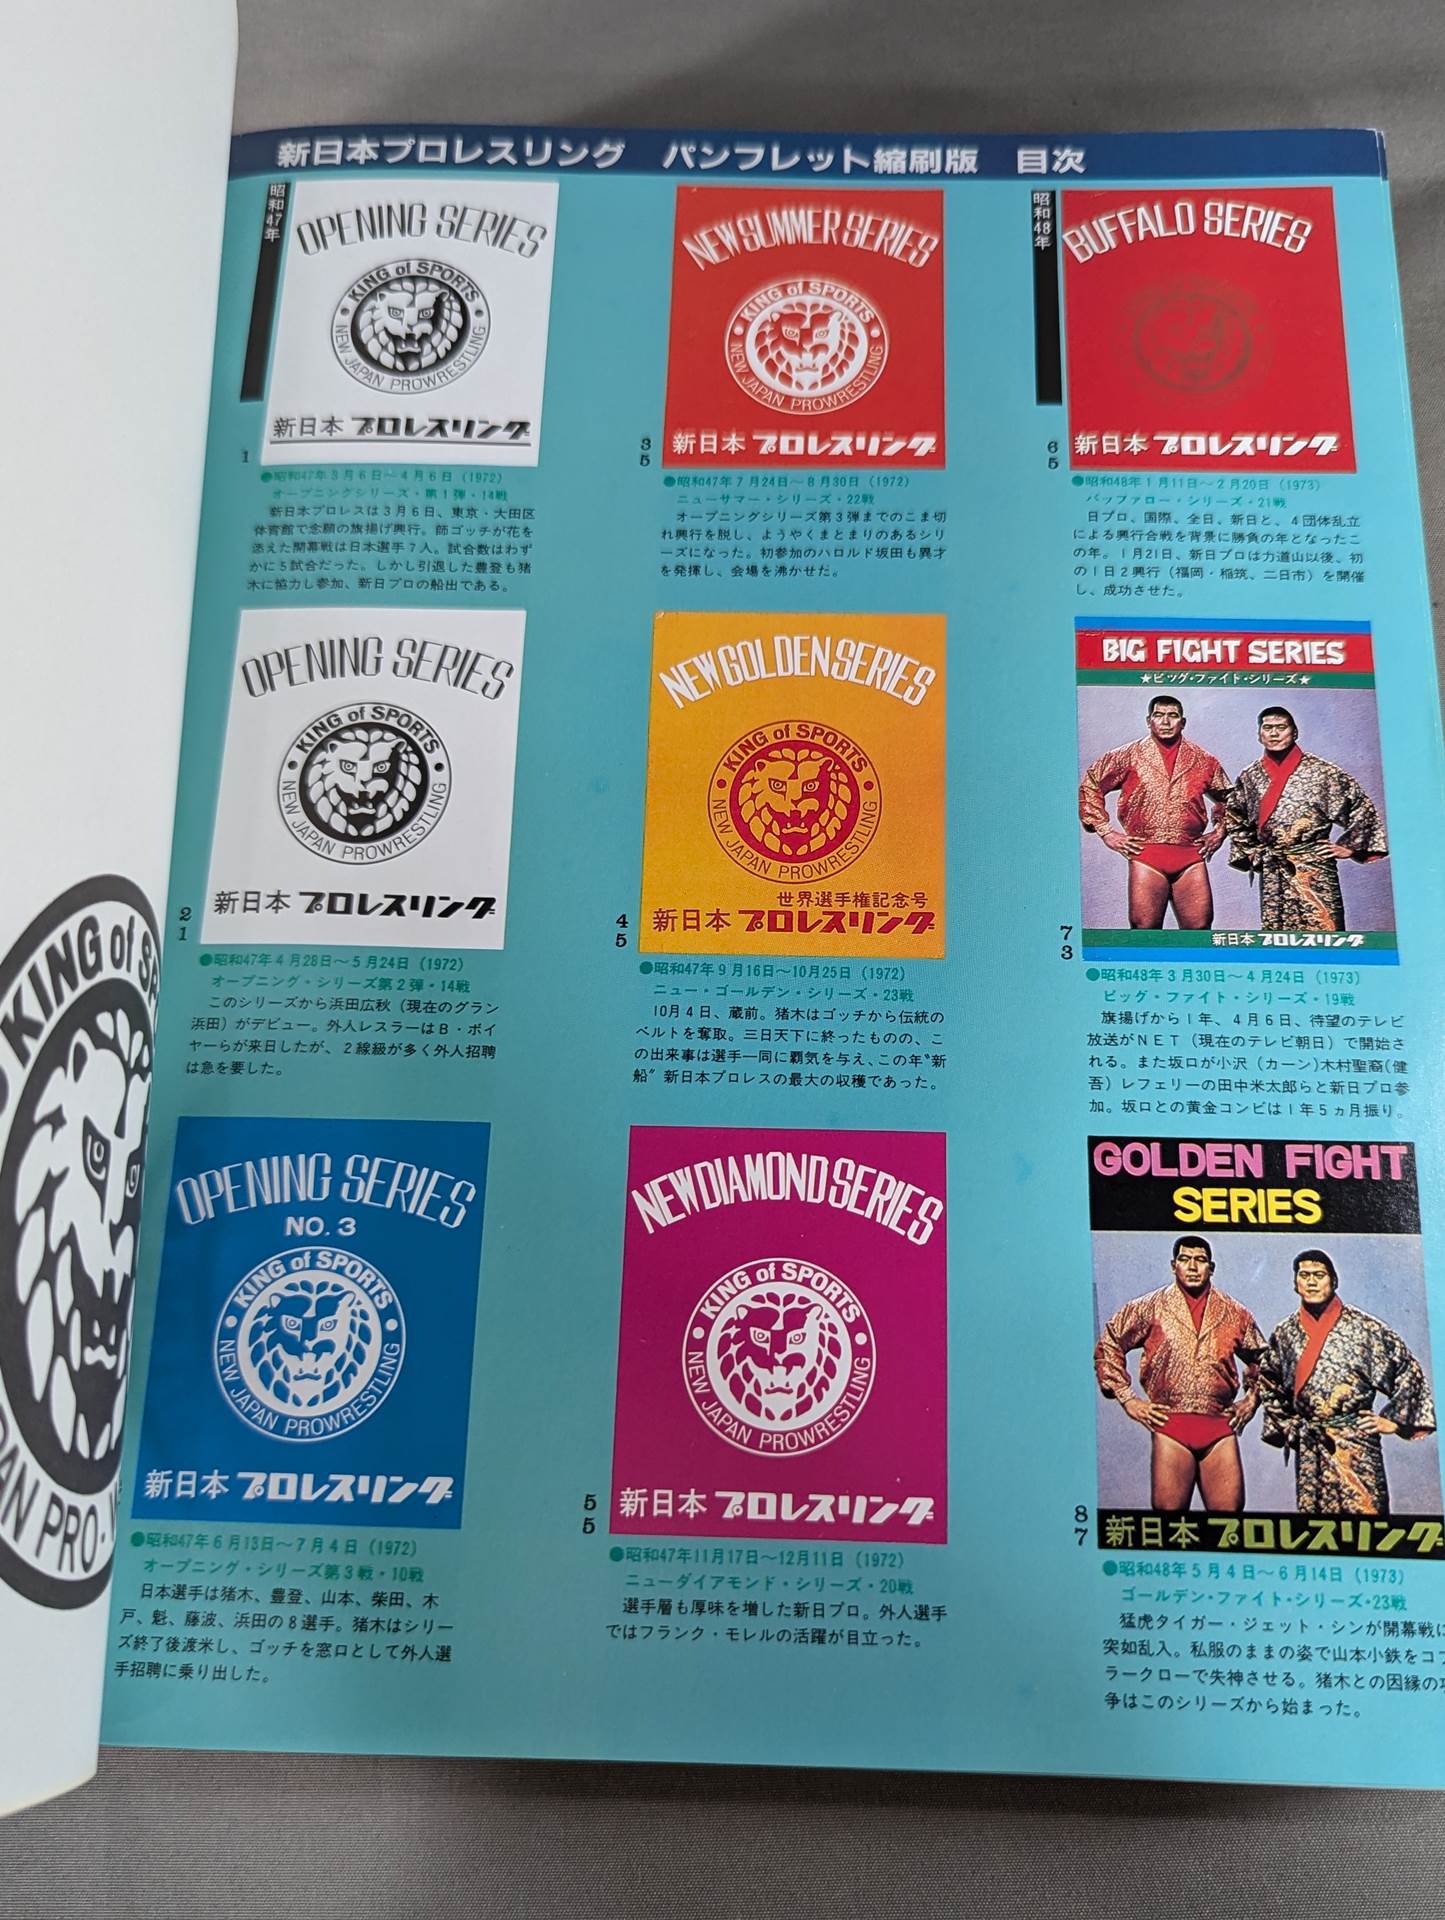 新日本プロレスリング パンフレット縮刷版 目次
昭和47年
OPENING SERIES
KING of SPORTS
NEW JAPAN PROWRESTLING
新日本プロレスリング
1
●昭和47年3月6日～4月6日（1972）
オープニングシリーズ・第1弾・14戦
新日本プロレスは3月6日、東京・大田区
体育館で念願の旗揚げ興行。師ゴッチが花を
添えた開幕戦は日本選手7人。試合数はわず
かに5試合だった。しかし引退した豊登も猪
木に協力し参加、新日プロの船出である。
OPENING SERIES
KING of SPORTS
NEW JAPAN PROWRESTLING
新日本プロレスリング
21
●昭和47年4月28日～5月24日（1972）
オープニング・シリーズ第2弾・14戦
このシリーズから浜田広秋（現在のグラン
浜田）がデビュー。外人レスラーはB・ボイ
ヤーらが来日したが、2線級が多く外人招聘
は急を要した。
OPENING SERIES
NO. 3
KING of SPORTS
NEW JAPAN PROWRESTLING
新日本プロレスリング
●昭和47年6月13日～7月4日（1972）
オープニング・シリーズ第3戦・10戦
日本選手は猪木、豊登、山本、柴田、木
戸、魁、藤波、浜田の8選手。猪木はシリー
ズ終了後渡米し、ゴッチを窓口として外人選
手招聘に乗り出した。
NEW SUMMER SERIES
KING of SPORTS
NEW JAPAN PROWRESTLING
新日本プロレスリング
35
●昭和47年7月24日～8月30日（1972）
ニューサマー・シリーズ・22戦
オープニングシリーズ第3弾までのこま切
れ興行を脱し、ようやくまとまりのあるシリ
ーズになった。初参加のハロルド坂田も異才
を発揮し、会場を沸かせた。
NEW GOLDEN SERIES
KING of SPORTS
NEW JAPAN PROWRESTLING
世界選手権記念号
新日本プロレスリング
45
●昭和47年9月16日～10月25日（1972）
ニュー・ゴールデン・シリーズ・23戦
10月4日、蔵前。猪木はゴッチから伝統の
ベルトを奪取。三日天下に終ったものの、こ
の出来事は選手一同に覇気を与え、この年〝新
船〟新日本プロレスの最大の収穫であった。
NEW DIAMOND SERIES
KING of SPORTS
NEW JAPAN PROWRESTLING
新日本プロレスリング
55
●昭和47年11月17日～12月11日（1972）
ニューダイアモンド・シリーズ・20戦
選手層も厚味を増した新日プロ。外人選手
ではフランク・モレルの活躍が目立った。
昭和48年
BUFFALO SERIES
新日本プロレスリング
65
●昭和48年1月11日～2月20日（1973）
バッファロー・シリーズ・21戦
日プロ、国際、全日、新日と、4団体乱立
による興行合戦を背景に勝負の年となったこ
の年。1月21日、新日プロは力道山以後、初
の1日2興行（福岡・稲筑、二日市）を開催
し、成功させた。
BIG FIGHT SERIES
★ビッグ・ファイト・シリーズ★
新日本プロレスリング
73
●昭和48年3月30日～4月24日（1973）
ビッグ・ファイト・シリーズ・19戦
旗揚げから1年、4月6日、待望のテレビ
放送がNET（現在のテレビ朝日）で開始さ
れる。また坂口が小沢（カーン）木村聖裔（健
吾）レフェリーの田中米太郎らと新日プロ参
加。坂口との黄金コンビは1年5ヵ月振り。
GOLDEN FIGHT
SERIES
新日本プロレスリング
87
●昭和48年5月4日～6月14日（1973）
ゴールデン・ファイト・シリーズ・23戦
猛虎タイガー・ジェット・シンが開幕戦に
突如乱入。私服のままの姿で山本小鉄をコブ
ラークローで失神させる。猪木との因縁の
争はこのシリーズから始まった。
KING of